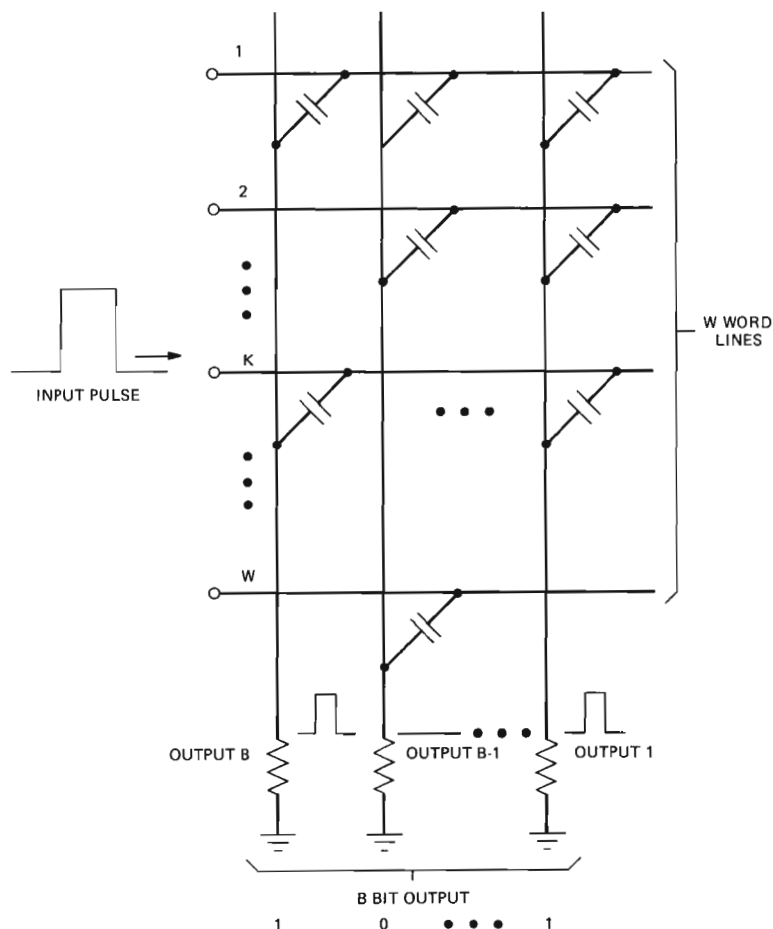 1
2
W WORD
LINES
K
INPUT PULSE
W
OUTPUT B
OUTPUT B-1
OUTPUT 1
B BIT OUTPUT
1 0 • • • 1